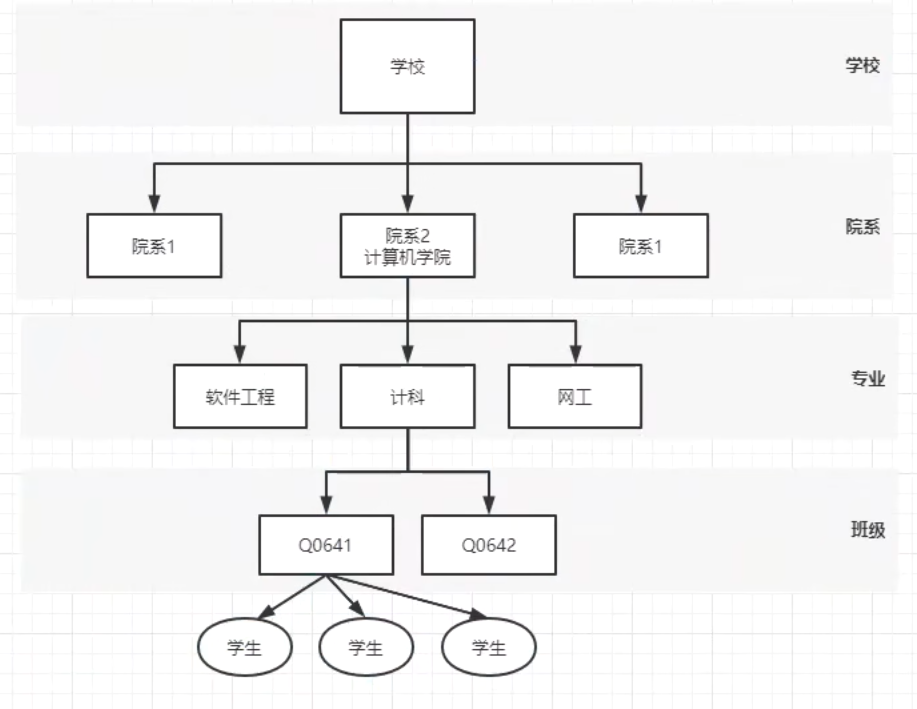 学校
学校
院系1
院系2
计算机学院
院系1
院系
软件工程
计科
网工
专业
Q0641
Q0642
班级
学生
学生
学生